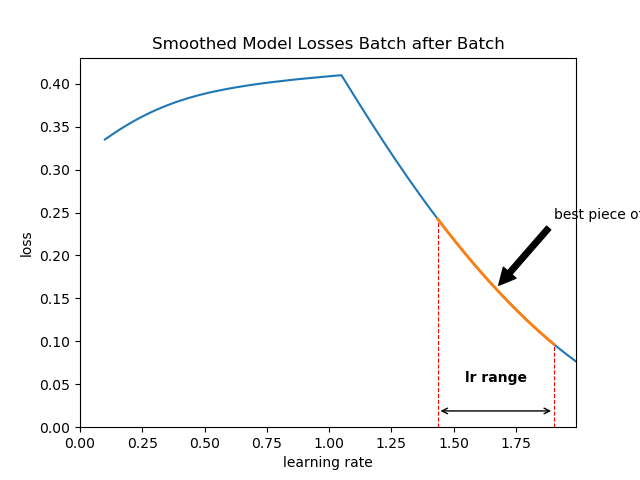 Smoothed Model Losses Batch after Batch
0.40
0.35
0.30
0.25
0.20
0.15
0.10
0.05
0.00
loss
best piece
lr range
0.00 0.25 0.50 0.75 1.00 1.25 1.50 1.75
learning rate